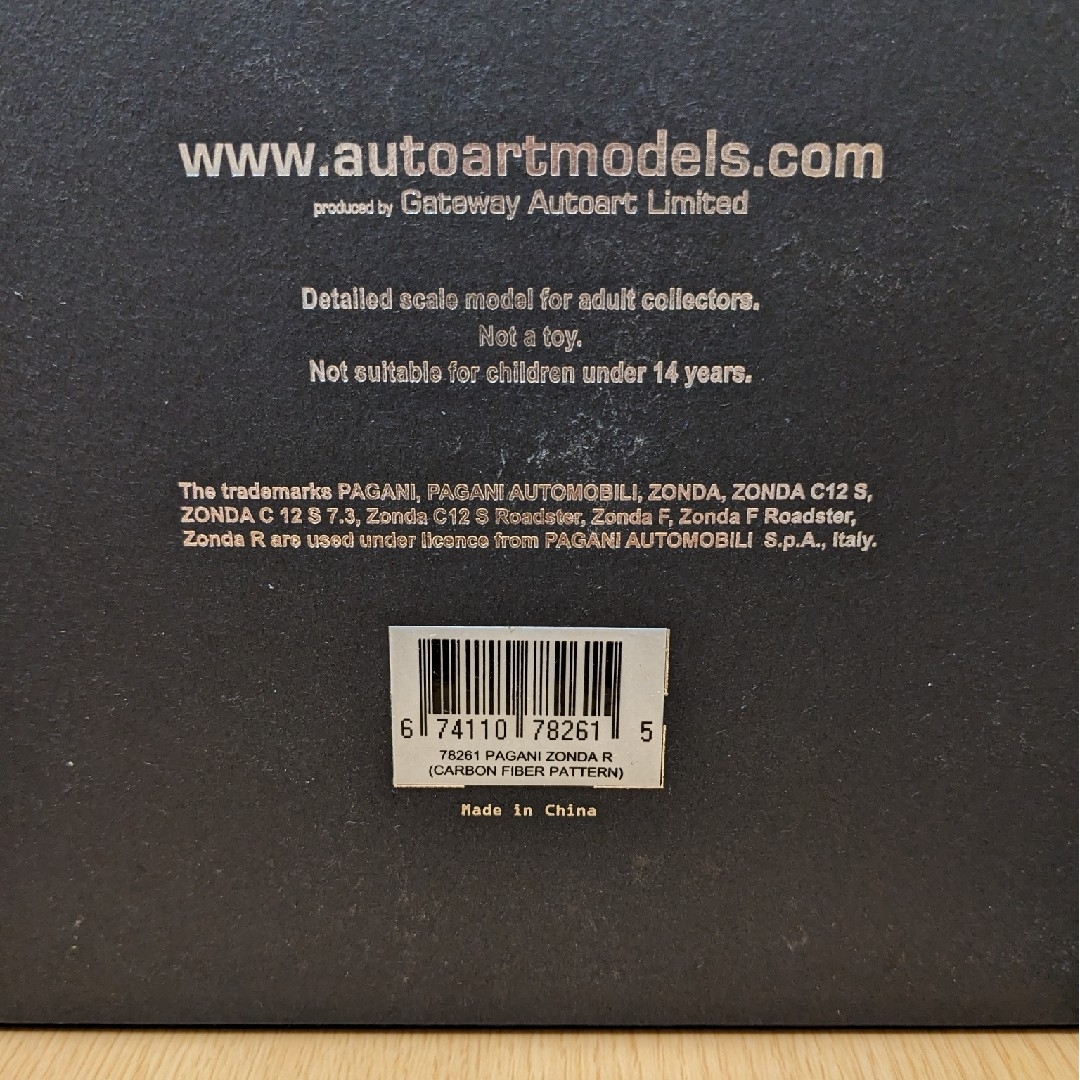 www.autoartmodels.com
produced by Gateway Autoart Limited
Detailed scale model for adult collectors.
Not a toy.
Not suitable for children under 14 years.
The trademarks PAGANI, PAGANI AUTOMOBILI, ZONDA, ZONDA C12 S,
ZONDA C 12 S 7.3, Zonda C12 S Roadster, Zonda F, Zonda F Roadster,
Zonda R are used under licence from PAGANI AUTOMOBILI S.p.A., Italy.
6 74110 78261 5
78261 PAGANI ZONDA R
(CARBON FIBER PATTERN)
Made in China